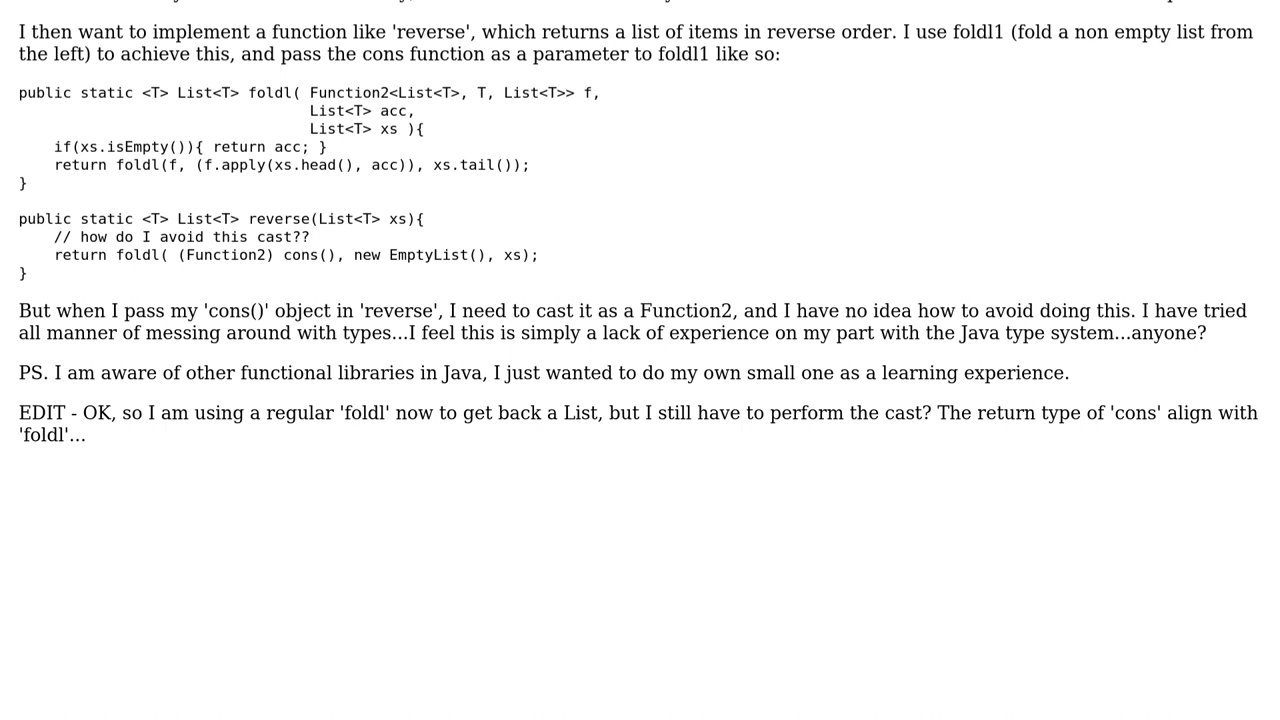 I then want to implement a function like 'reverse', which returns a list of items in reverse order. I use foldl1 (fold a non empty list from
the left) to achieve this, and pass the cons function as a parameter to foldl1 like so:
public static <T> List<T> foldl( Function2<List<T>, T, List<T>> f,
                                 List<T> acc,
                                 List<T> xs ){
    if(xs.isEmpty()){ return acc; }
    return foldl(f, (f.apply(xs.head(), acc)), xs.tail());
}
public static <T> List<T> reverse(List<T> xs){
    // how do I avoid this cast??
    return foldl( (Function2) cons(), new EmptyList(), xs);
}
But when I pass my 'cons()' object in 'reverse', I need to cast it as a Function2, and I have no idea how to avoid doing this. I have tried
all manner of messing around with types...I feel this is simply a lack of experience on my part with the Java type system...anyone?
PS. I am aware of other functional libraries in Java, I just wanted to do my own small one as a learning experience.
EDIT - OK, so I am using a regular 'foldl' now to get back a List, but I still have to perform the cast? The return type of 'cons' align with
'foldl'...